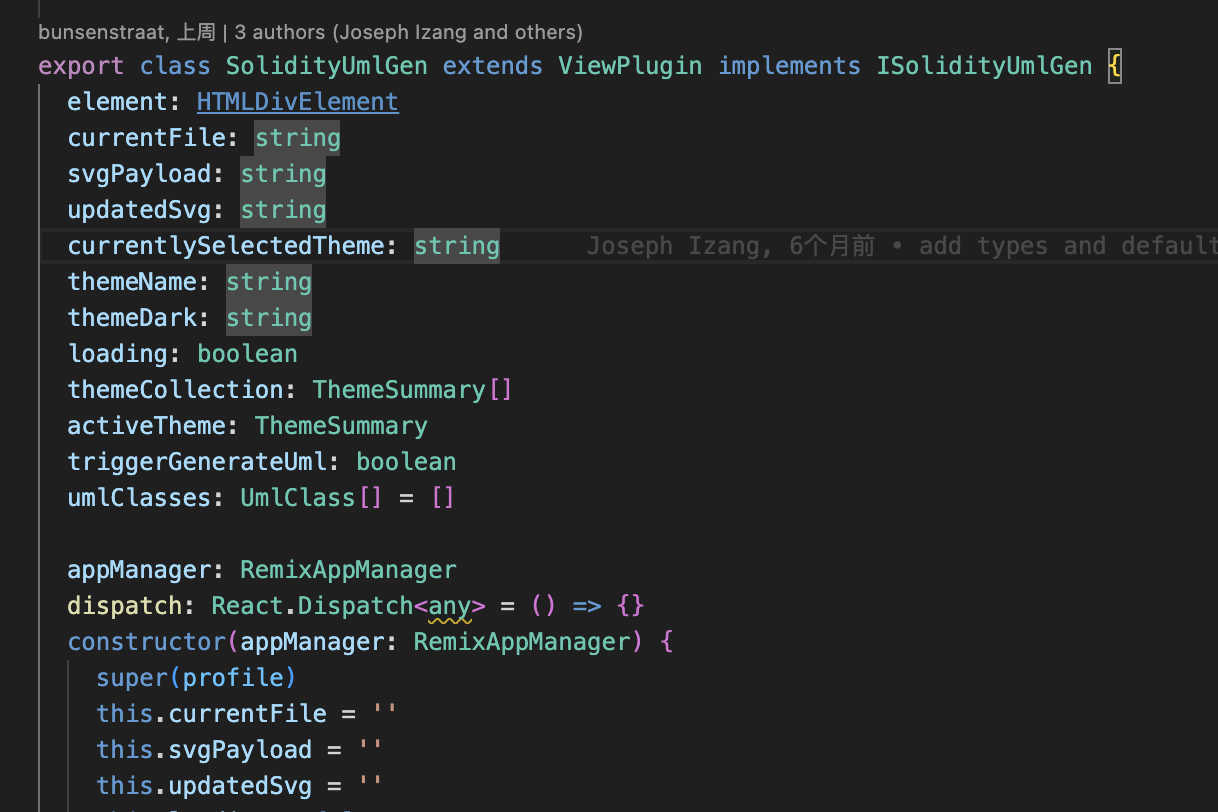 bunsenstraat, 上周 | 3 authors (Joseph Izang and others)
export class SolidityUmlGen extends ViewPlugin implements ISolidityUmlGen {
element: HTMLDivElement
currentFile: string
svgPayload: string
updatedSvg: string
currentlySelectedTheme: string Joseph Izang, 6个月前 • add types and default
themeName: string
themeDark: string
loading: boolean
themeCollection: ThemeSummary[]
activeTheme: ThemeSummary
triggerGenerateUml: boolean
umlClasses: UmlClass[] = []
appManager: RemixAppManager
dispatch: React.Dispatch<any> = () => {}
constructor(appManager: RemixAppManager) {
super(profile)
this.currentFile = ''
this.svgPayload = ''
this.updatedSvg = ''